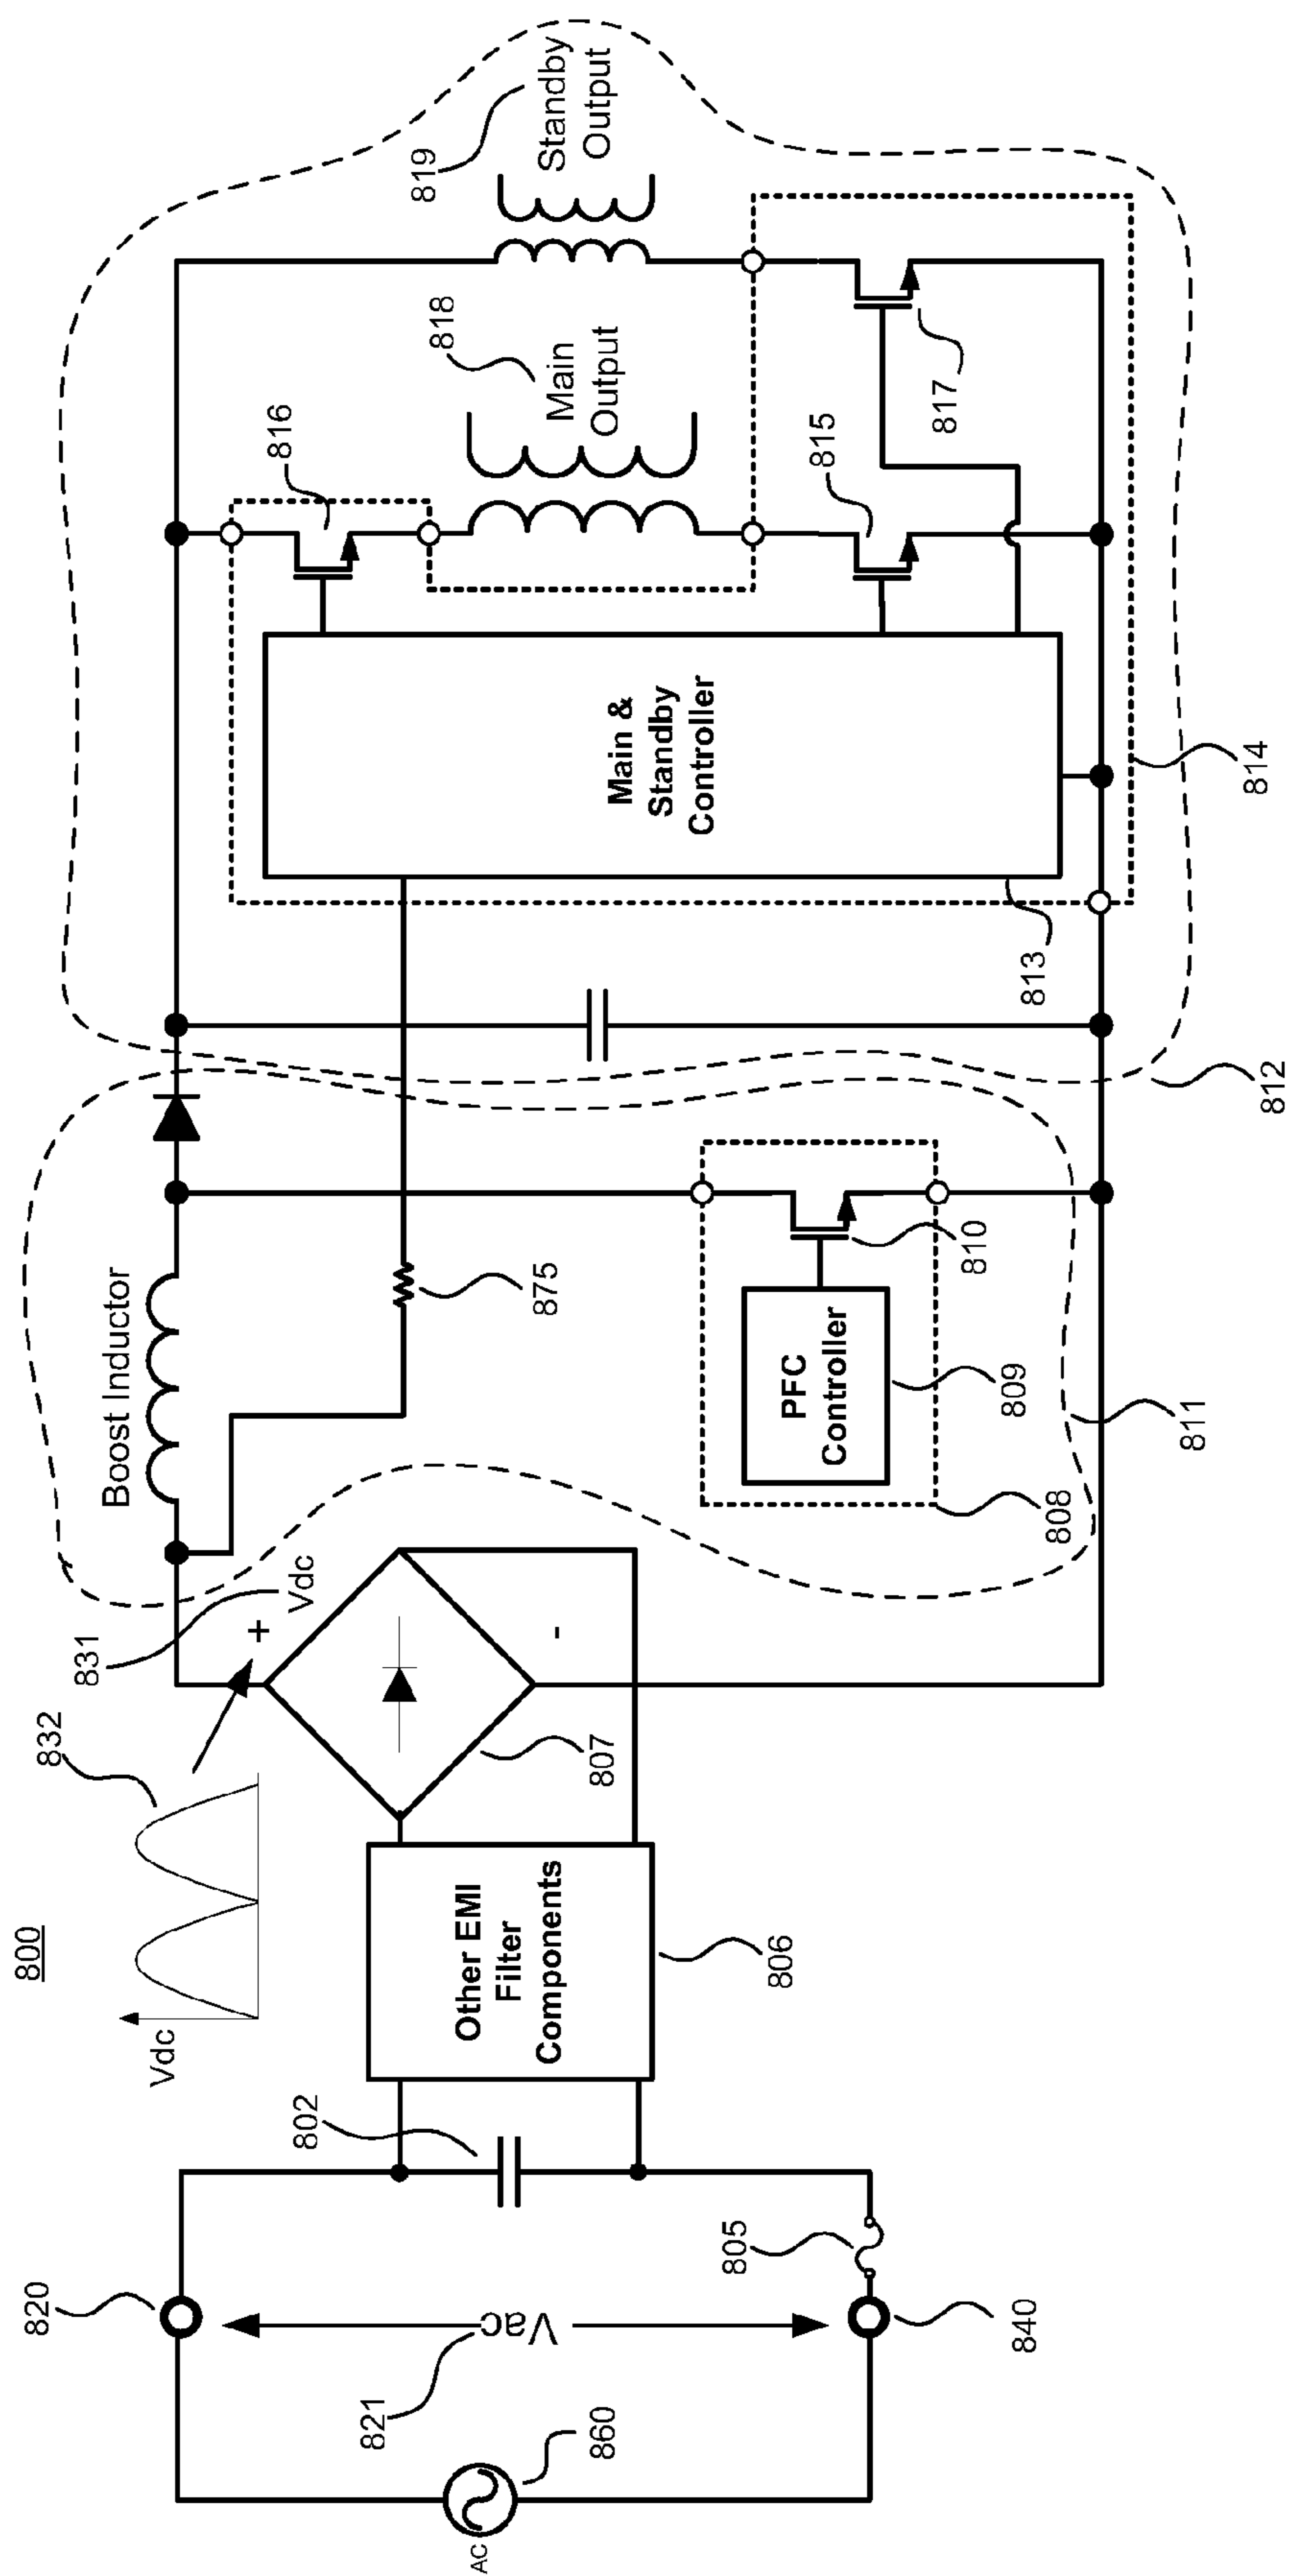 800
820
821
Vac
AC
860
840
805
802
Other EMI
Filter
Components
806
Vdc
832
831
+
Vdc
-
807
Boost Inductor
875
PFC
Controller
809
810
808
811
812
813
Main &
Standby
Controller
814
816
818
Main
Output
815
817
819
Standby
Output